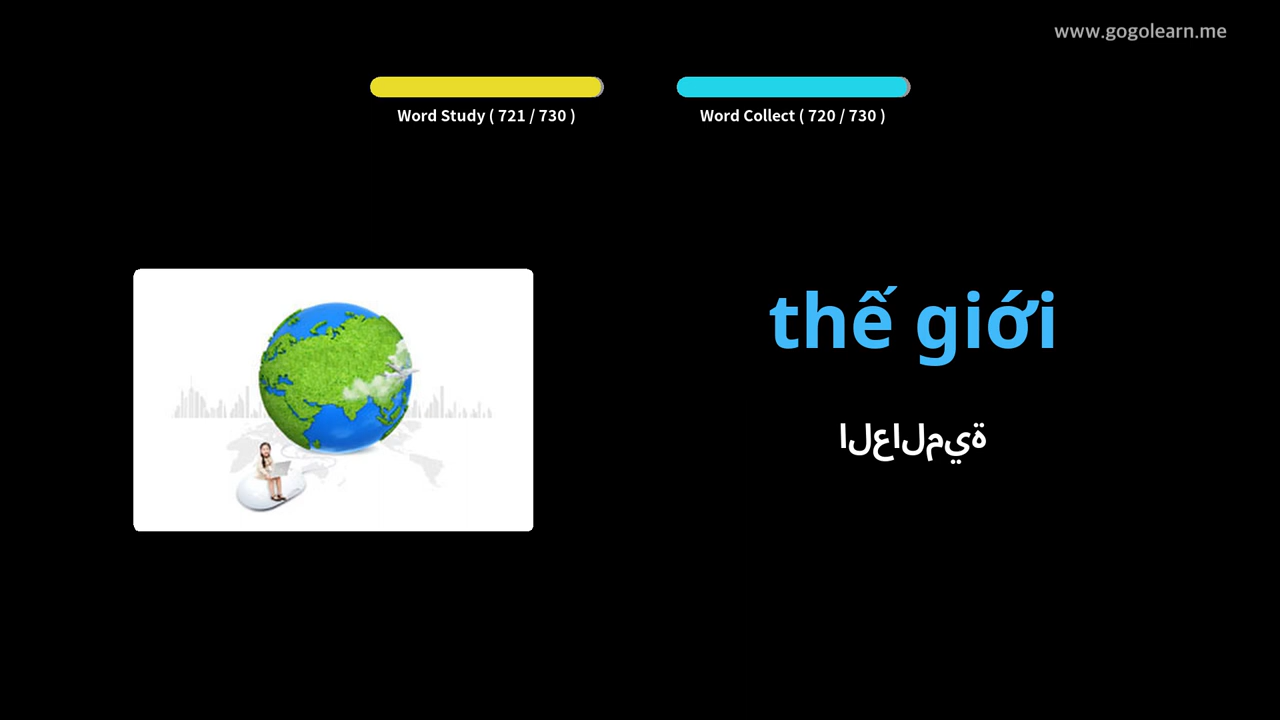 www.gogolearn.me
Word Study ( 721 / 730 )
Word Collect ( 720 / 730 )
thế giới
العالمية